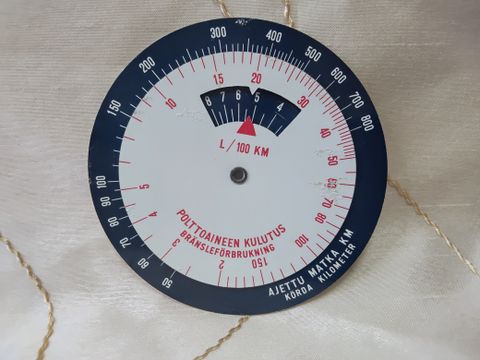 50 60 70 80 90 100 150 200 300 400 500 600 700 800
2 3 4 5 10 15 20 30 40 50 60 70 80 100 150
8 7 6 5 4
L/100 KM
POLTTOAINEEN KULUTUS
BRÄNSLEFÖRBRUKNING
AJETTU MATKA KM
KÖRDA KILOMETER